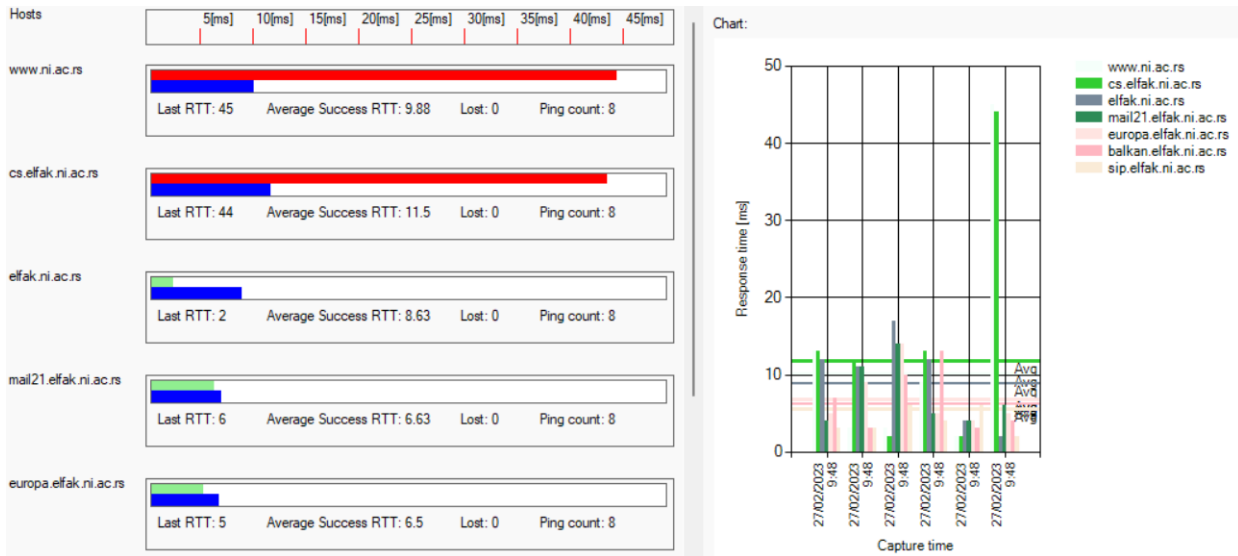 Hosts
5[ms] 10[ms] 15[ms] 20[ms] 25[ms] 30[ms] 35[ms] 40[ms] 45[ms]
www.ni.ac.rs
Last RTT: 45 Average Success RTT: 9.88 Lost: 0 Ping count: 8
cs.elfak.ni.ac.rs
Last RTT: 44 Average Success RTT: 11.5 Lost: 0 Ping count: 8
elfak.ni.ac.rs
Last RTT: 2 Average Success RTT: 8.63 Lost: 0 Ping count: 8
mail21.elfak.ni.ac.rs
Last RTT: 6 Average Success RTT: 6.63 Lost: 0 Ping count: 8
europa.elfak.ni.ac.rs
Last RTT: 5 Average Success RTT: 6.5 Lost: 0 Ping count: 8
Chart:
www.ni.ac.rs
cs.elfak.ni.ac.rs
elfak.ni.ac.rs
mail21.elfak.ni.ac.rs
europa.elfak.ni.ac.rs
balkan.elfak.ni.ac.rs
sip.elfak.ni.ac.rs
Response time [ms]
50
40
30
20
10
0
Avg
Avg
Avg
Avg
27/02/2023
9:48
27/02/2023
9:48
27/02/2023
9:48
27/02/2023
9:48
27/02/2023
9:48
27/02/2023
9:48
Capture time